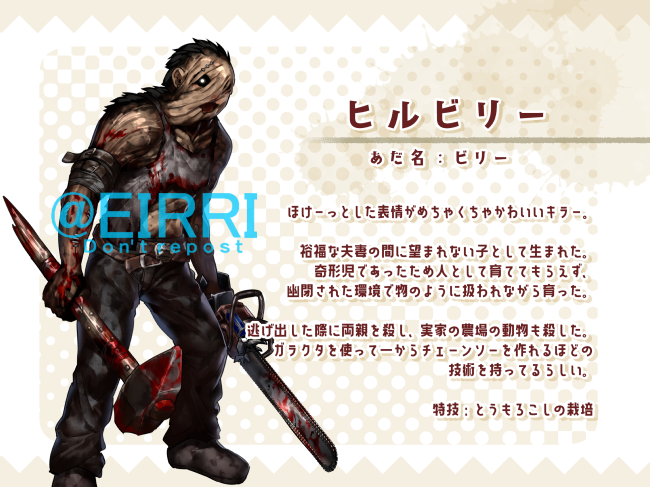 ヒルビリー
あだ名：ビリー
@EIRRI
Don't repost
ほけーっとした表情がめちゃくちゃかわいいキラー。
裕福な夫妻の間に望まれない子として生まれた。
奇形児であったため人として育ててもらえず、
幽閉された環境で物のように扱われながら育った。
逃げ出した際に両親を殺し、実家の農場の動物も殺した。
ガラクタを使って一からチェーンソーを作れるほどの
技術を持ってるらしい。
特技：とうもろこしの栽培